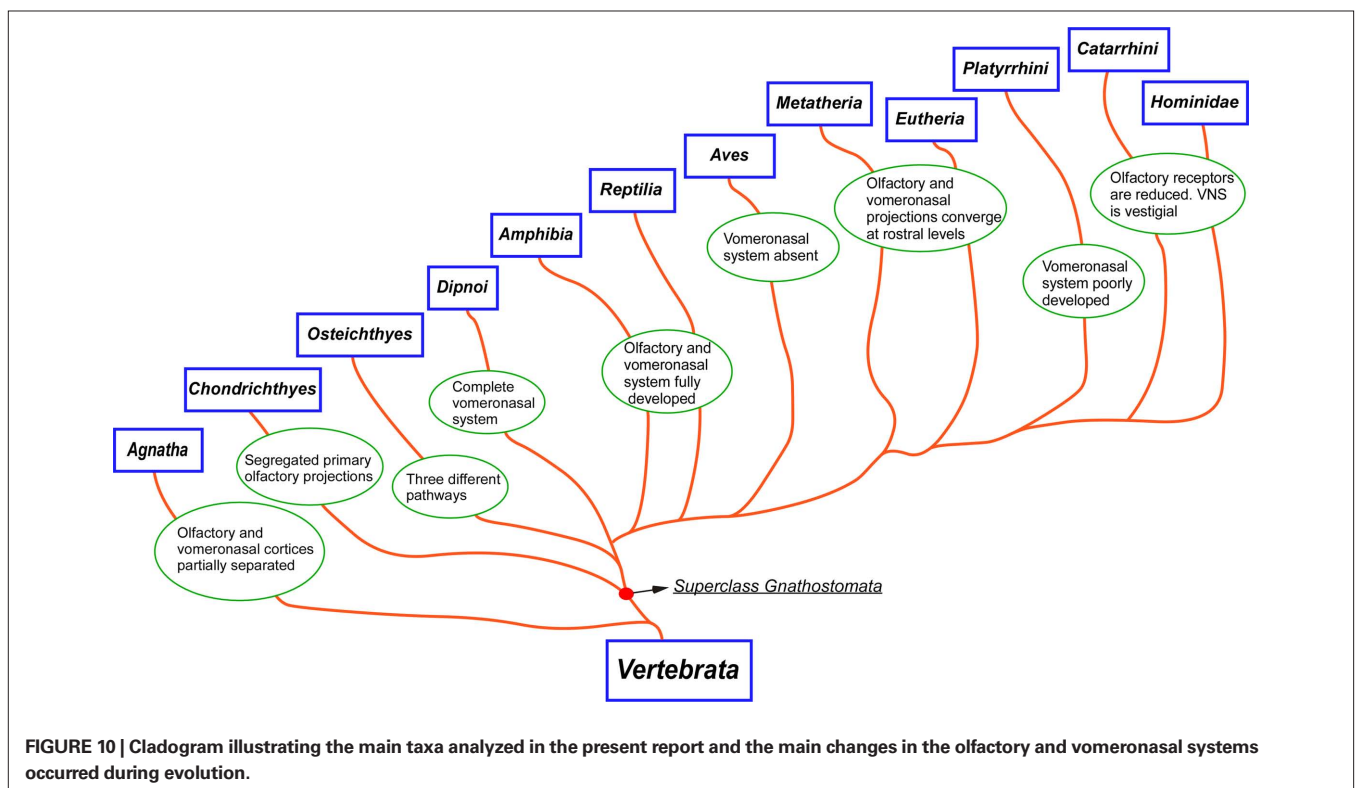 Catarrhini
Platyrrhini
Hominidae
Metatheria
Eutheria
Aves
Reptilia
Amphibia
Dipnoi
Osteichthyes
Chondrichthyes
Agnatha
Olfactory receptors
are reduced. VNS
is vestigial
Olfactory and
vomeronasal
projections converge
at rostral levels
Vomeronasal
system absent
Vomeronasal
system poorly
developed
Olfactory and
vomeronasal
system fully
developed
Complete
vomeronasal
system
Three different
pathways
Segregated primary
olfactory projections
Olfactory and
vomeronasal cortices
partially separated
Superclass Gnathostomata
Vertebrata
FIGURE 10 | Cladogram illustrating the main taxa analyzed in the present report and the main changes in the olfactory and vomeronasal systems
occurred during evolution.